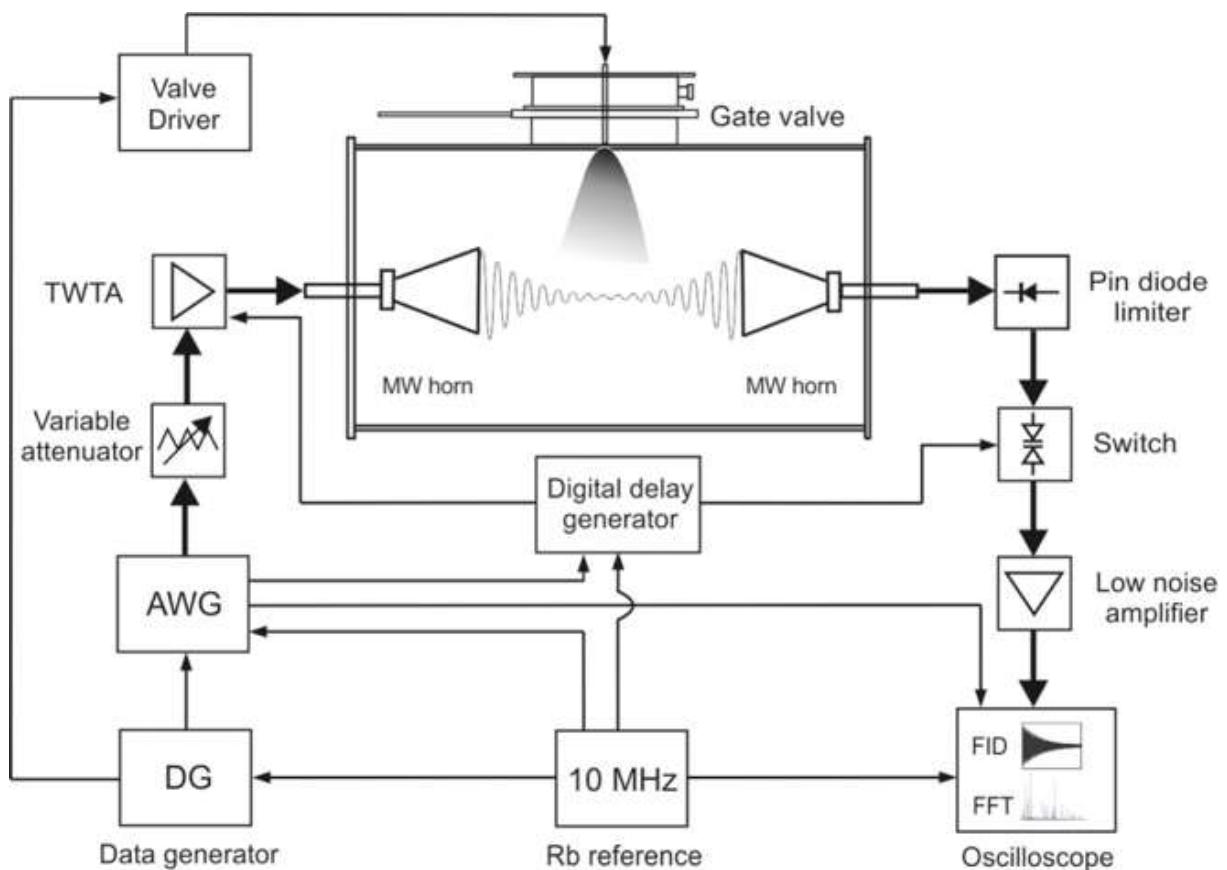 Valve
Driver
Gate valve
TWTA
Pin diode
limiter
MW horn
MW horn
Variable
attenuator
Switch
Digital delay
generator
AWG
Low noise
amplifier
DG
10 MHz
FID
FFT
Data generator
Rb reference
Oscilloscope